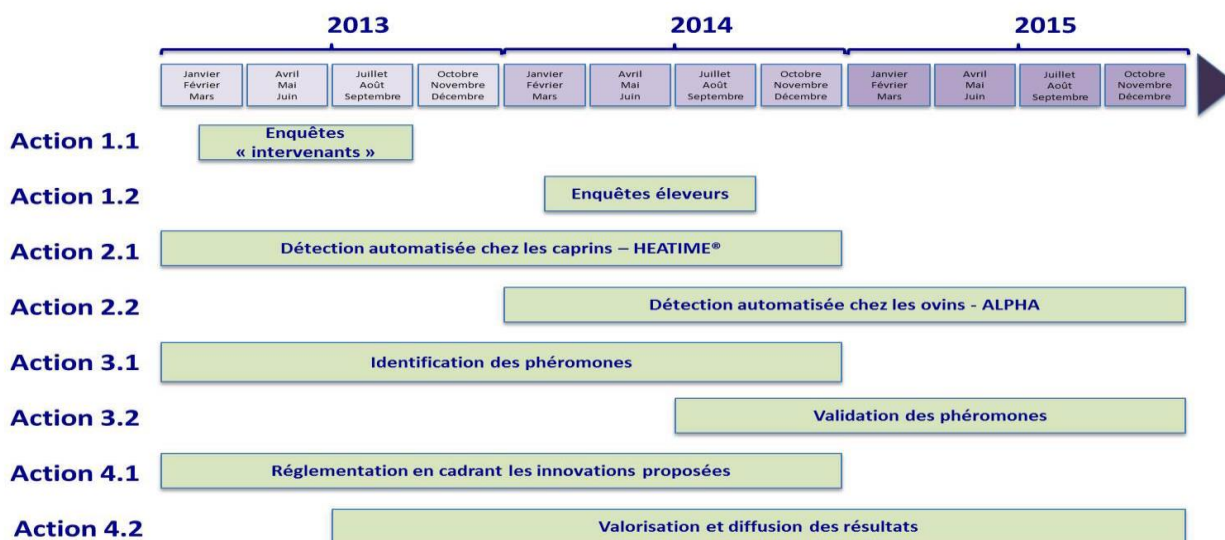 2013
2014
2015
Janvier
Février
Mars
Avril
Mai
Juin
Juillet
Août
Septembre
Octobre
Novembre
Décembre
Janvier
Février
Mars
Avril
Mai
Juin
Juillet
Août
Septembre
Octobre
Novembre
Décembre
Janvier
Février
Mars
Avril
Mai
Juin
Juillet
Août
Septembre
Octobre
Novembre
Décembre
Action 1.1
Enquêtes
« intervenants »
Action 1.2
Enquêtes éleveurs
Action 2.1
Détection automatisée chez les caprins – HEATIME®
Action 2.2
Détection automatisée chez les ovins - ALPHA
Action 3.1
Identification des phéromones
Action 3.2
Validation des phéromones
Action 4.1
Réglementation en cadrant les innovations proposées
Action 4.2
Valorisation et diffusion des résultats